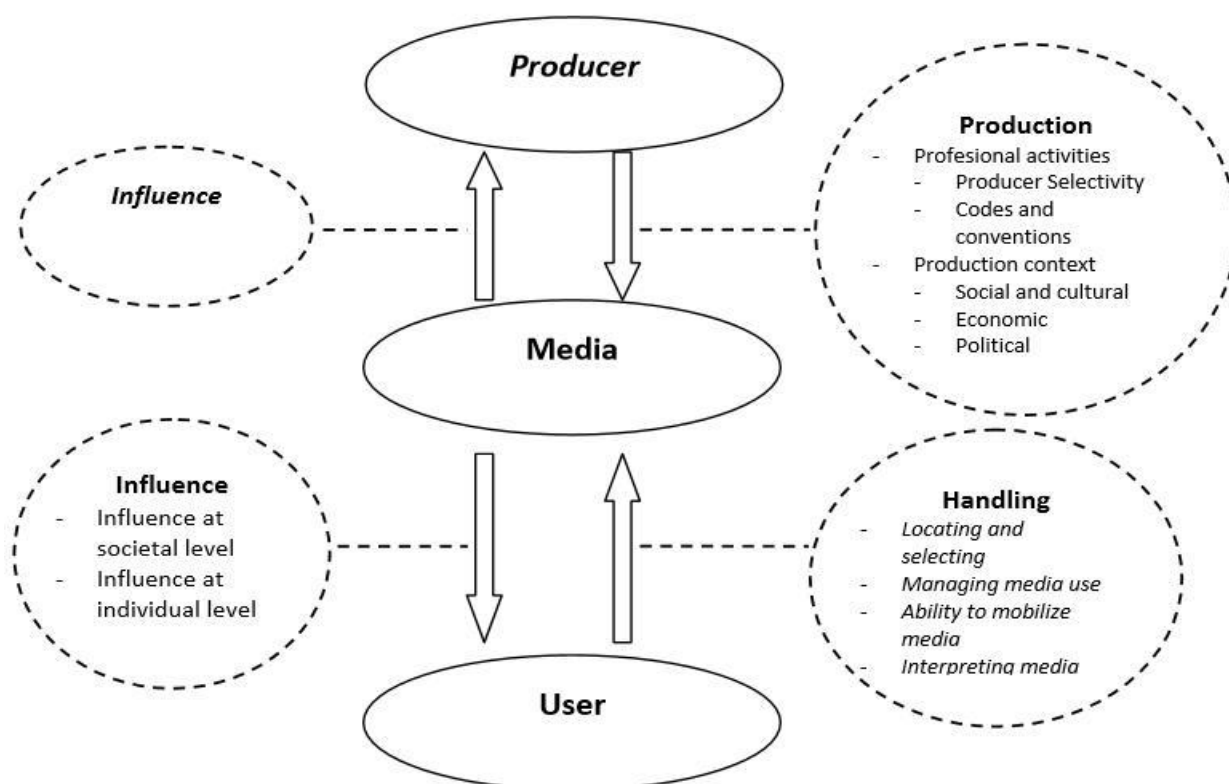 Producer
Influence
Production
- Profesional activities
- Producer Selectivity
- Codes and
conventions
- Production context
- Social and cultural
- Economic
- Political
Media
Influence
- Influence at
societal level
- Influence at
individual level
Handling
- Locating and
selecting
- Managing media use
- Ability to mobilize
media
- Interpreting media
User